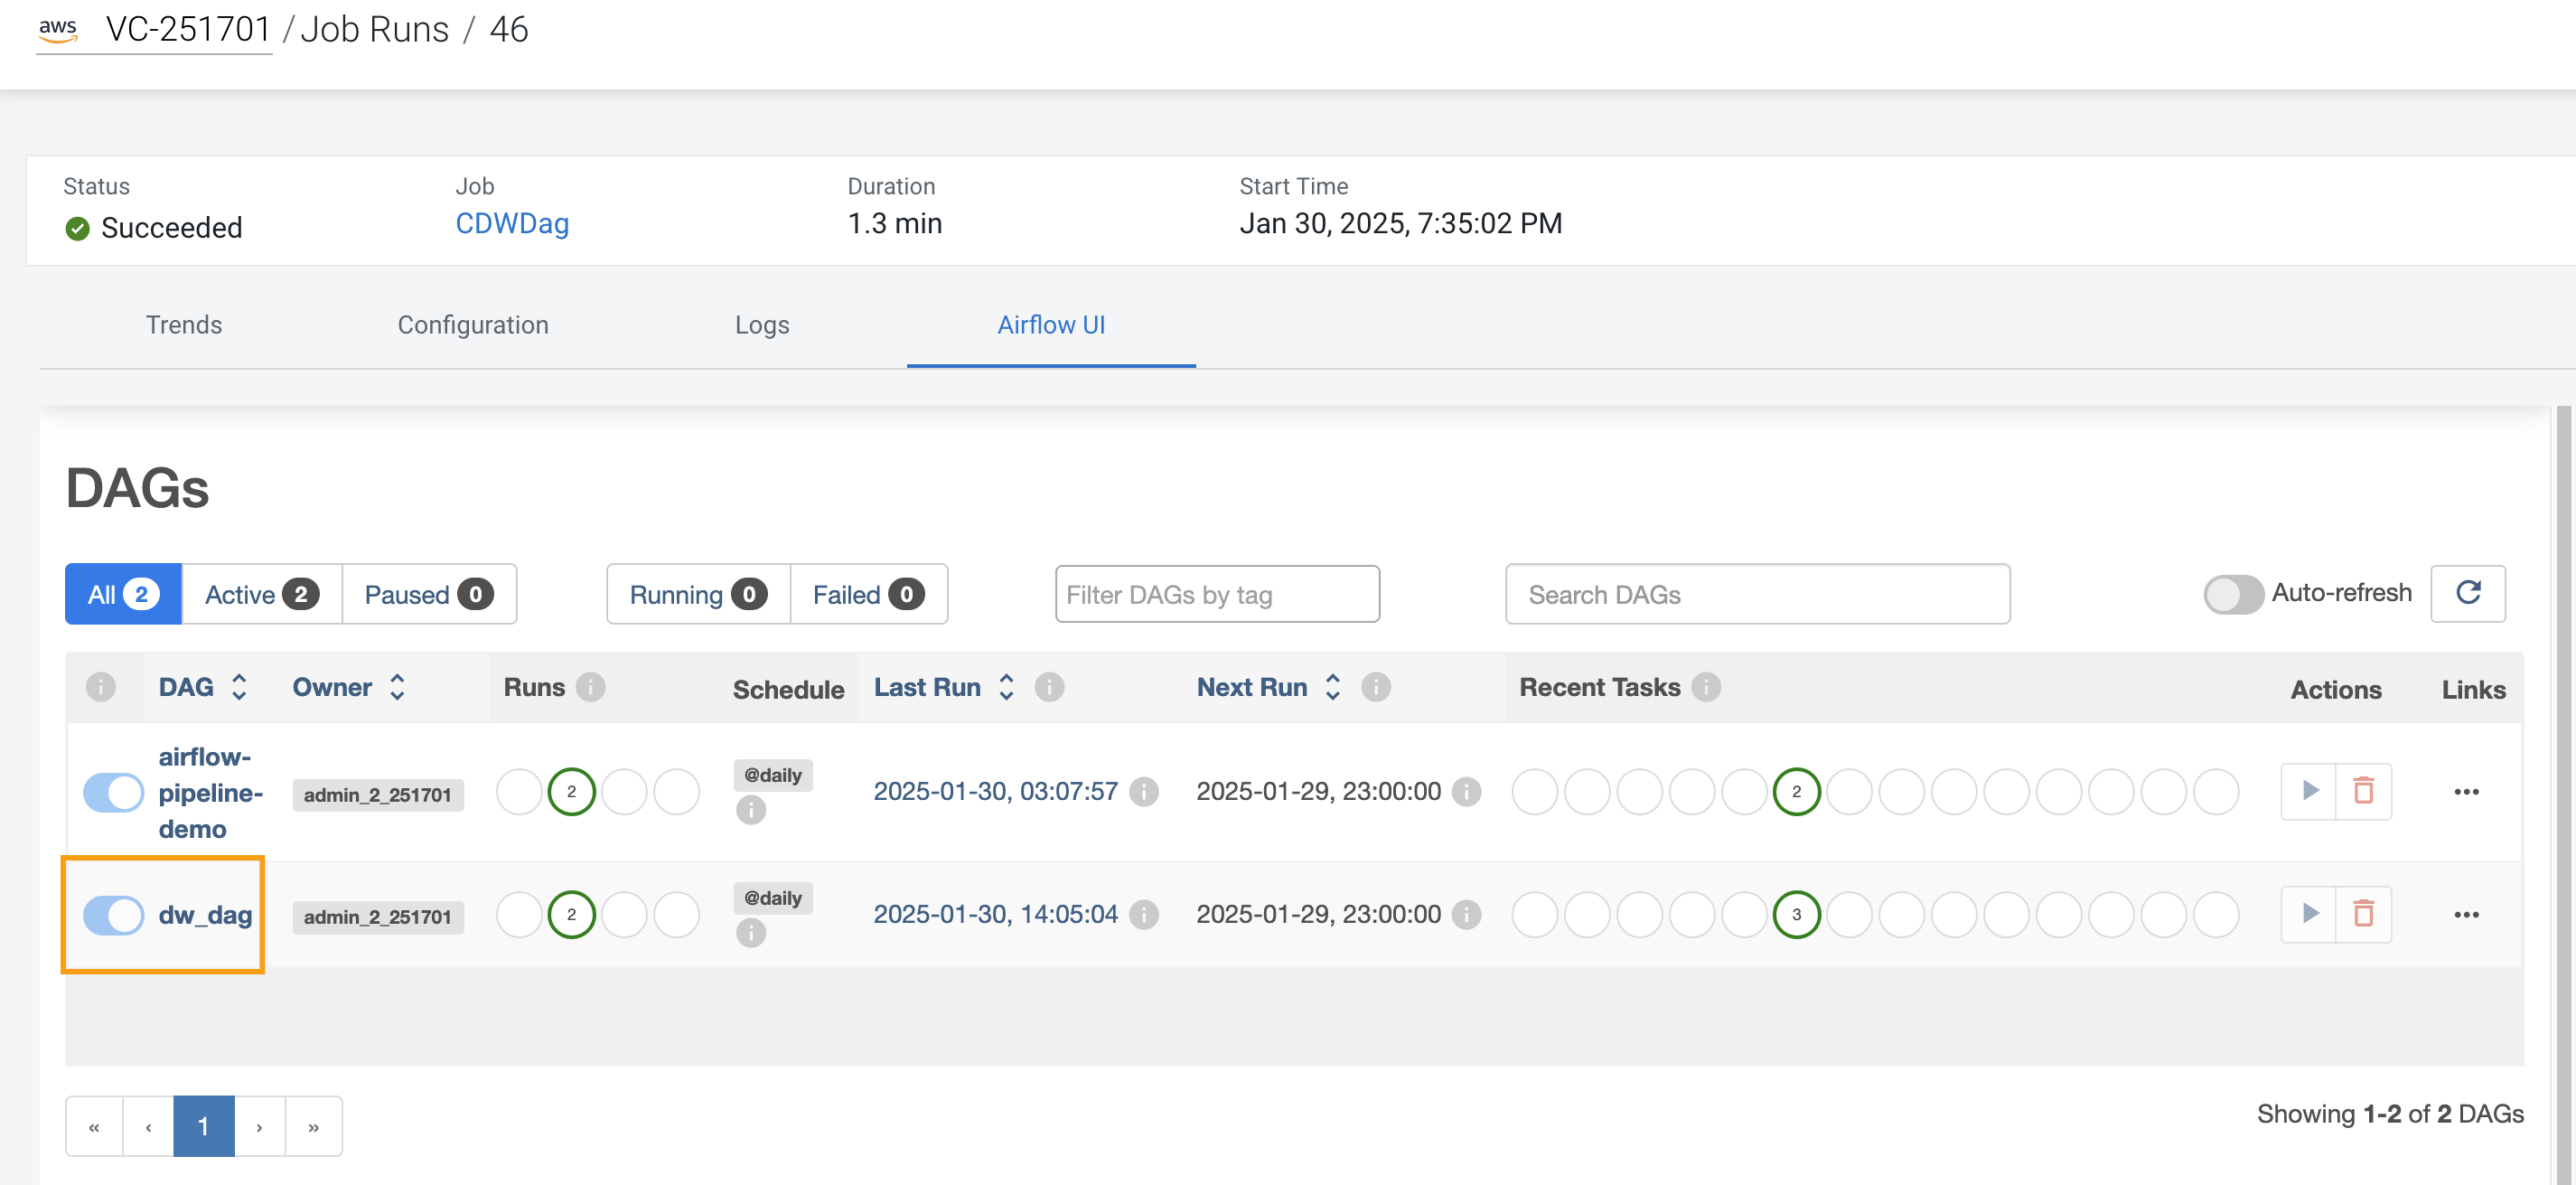 aws VC-251701 / Job Runs / 46
Status Job Duration Start Time
Succeeded CDWDag 1.3 min Jan 30, 2025, 7:35:02 PM
Trends Configuration Logs Airflow UI
DAGs
All 2 Active 2 Paused 0 Running 0 Failed 0 Filter DAGs by tag Search DAGs Auto-refresh
i DAG Owner Runs i Schedule Last Run i Next Run i Recent Tasks i Actions Links
airflow-
pipeline-
demo
admin_2_251701 2 @daily i 2025-01-30, 03:07:57 i 2025-01-29, 23:00:00 i 2 •••
dw_dag admin_2_251701 2 @daily i 2025-01-30, 14:05:04 i 2025-01-29, 23:00:00 i 3 •••
« ‹ 1 › »
Showing 1-2 of 2 DAGs